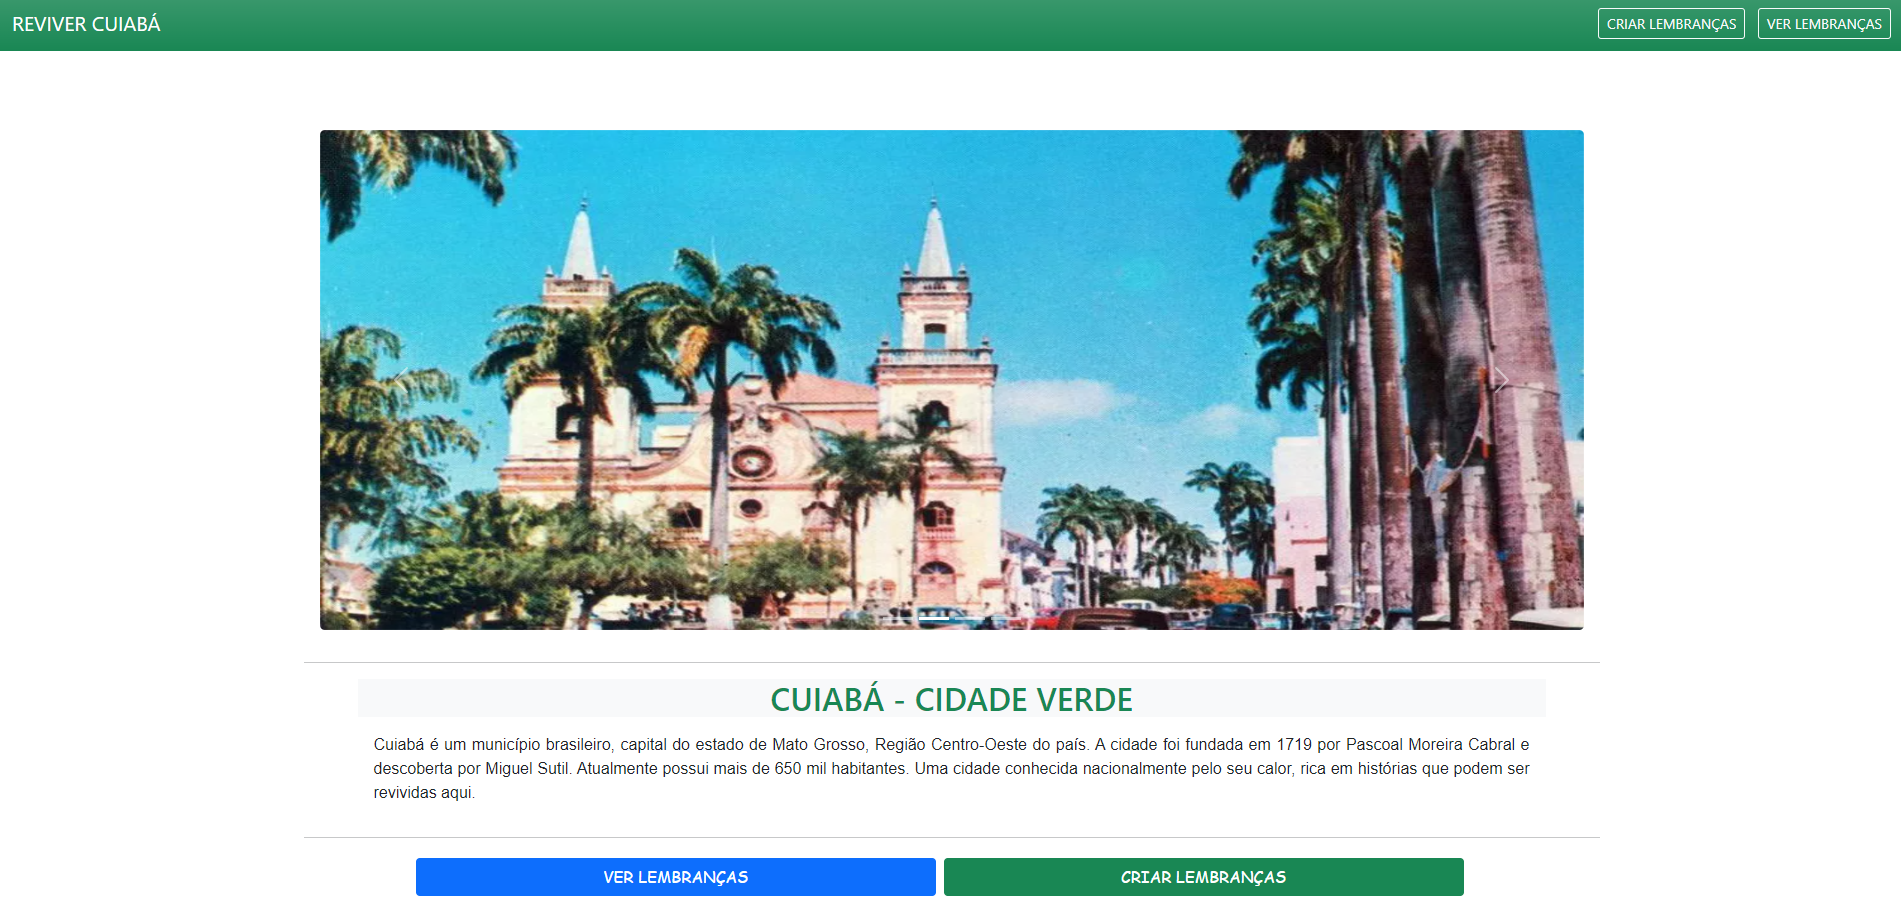 REVIVER CUIABÁ
CRIAR LEMBRANÇAS
VER LEMBRANÇAS
CUIABÁ - CIDADE VERDE
Cuiabá é um município brasileiro, capital do estado de Mato Grosso, Região Centro-Oeste do país. A cidade foi fundada em 1719 por Pascoal Moreira Cabral e
descoberta por Miguel Sutil. Atualmente possui mais de 650 mil habitantes. Uma cidade conhecida nacionalmente pelo seu calor, rica em histórias que podem ser
revividas aqui.
VER LEMBRANÇAS
CRIAR LEMBRANÇAS